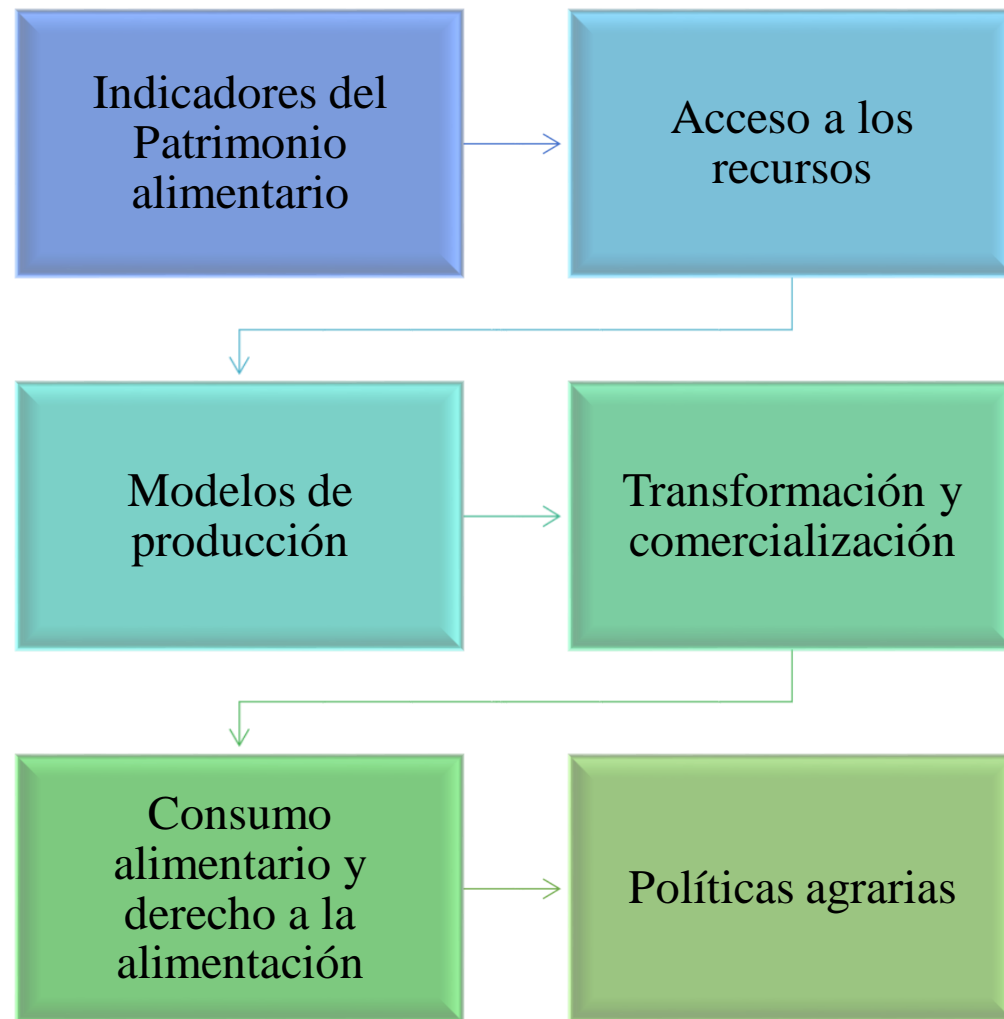 Indicadores del
Patrimonio
alimentario
Acceso a los
recursos
Modelos de
producción
Transformación y
comercialización
Consumo
alimentario y
derecho a la
alimentación
Políticas agrarias